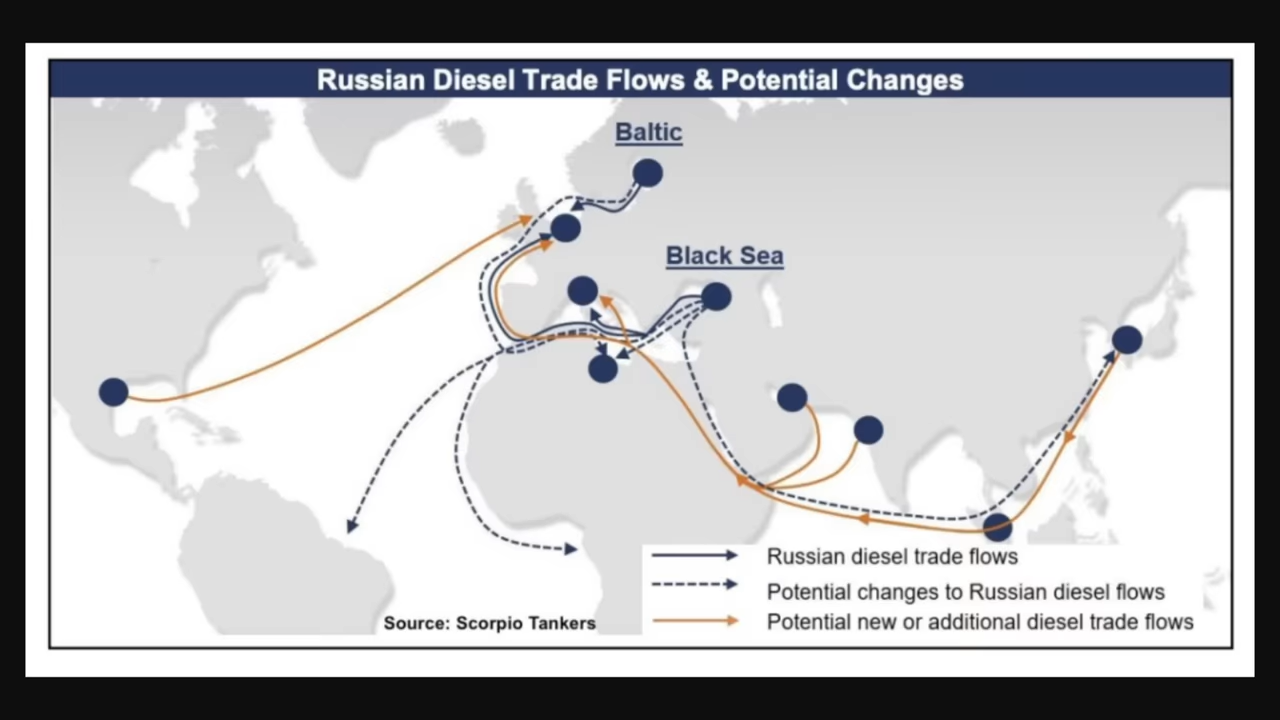 Russian Diesel Trade Flows & Potential Changes
Baltic
Black Sea
Russian diesel trade flows
Potential changes to Russian diesel flows
Potential new or additional diesel trade flows
Source: Scorpio Tankers